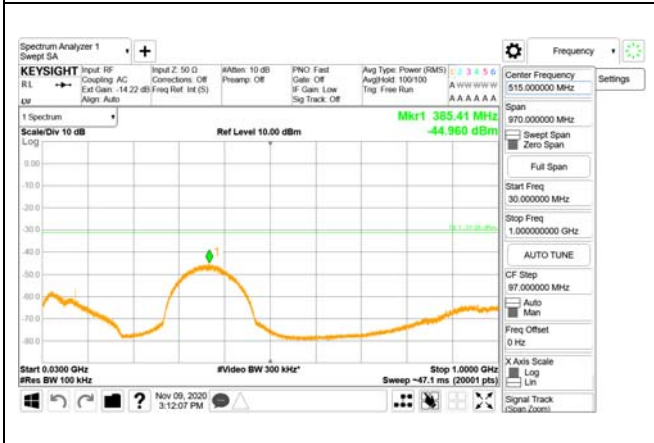 Spectrum Analyzer 1
Swept SA
+
Frequency
KEYSIGHT
RL
Input: RF
Coupling: AC
Ext Gain: -14.22 dB
Align: Auto
Input Z: 50 Ω
Corrections: Off
Freq Ref: Int (S)
#Atten: 10 dB
Preamp: Off
PNO: Fast
Gate: Off
IF Gain: Low
Sig Track: Off
Avg Type: Power (RMS)
Avg|Hold: 100/100
Trig: Free Run
1 2 3 4 5 6
A W W W W W
A A A A A A
1 Spectrum
Scale/Div 10 dB
Ref Level 10.00 dBm
Mkr1 385.41 MHz
-44.960 dBm
Log
0.00
-10.0
-20.0
-30.0
-40.0
-50.0
-60.0
-70.0
-80.0
1
Start 0.0300 GHz
#Res BW 100 kHz
#Video BW 300 kHz*
Stop 1.0000 GHz
Sweep ~47.1 ms (20001 pts)
?
Nov 09, 2020
3:12:07 PM
Center Frequency
515.000000 MHz
Settings
Span
970.000000 MHz
Swept Span
Zero Span
Full Span
Start Freq
30.000000 MHz
Stop Freq
1.000000000 GHz
AUTO TUNE
CF Step
97.000000 MHz
Auto
Man
Freq Offset
0 Hz
X Axis Scale
Log
Lin
Signal Track
(Span Zoom)